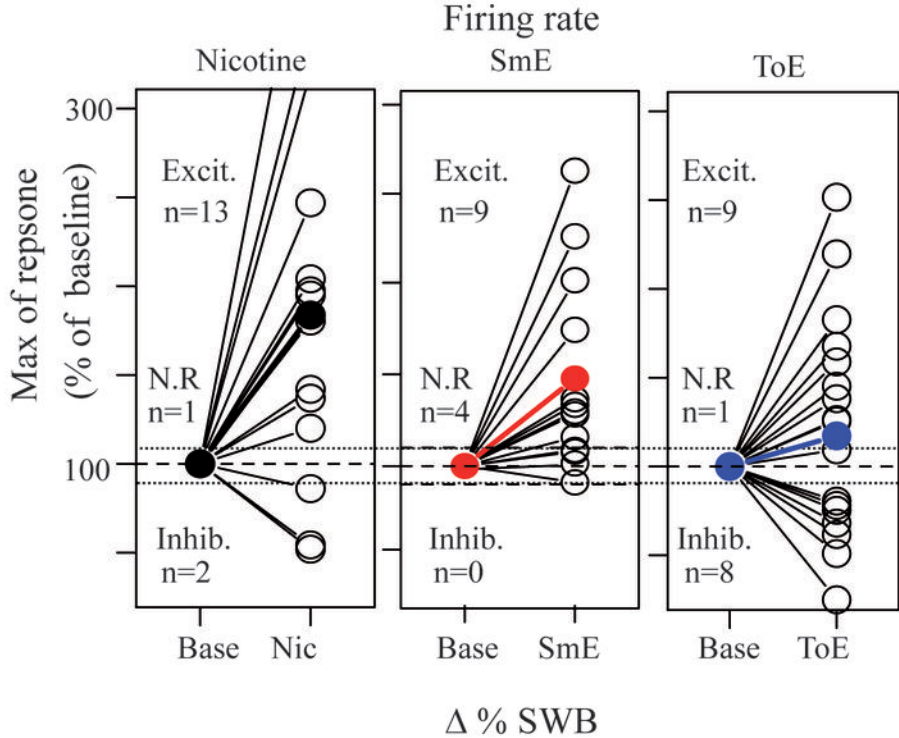 Firing rate
Nicotine SmE ToE
Max of repsone
(% of baseline)
300
100
Excit.
n=13
N.R
n=1
Inhib.
n=2
Base Nic
Excit.
n=9
N.R
n=4
Inhib.
n=0
Base SmE
Excit.
n=9
N.R
n=1
Inhib.
n=8
Base ToE
Δ % SWB